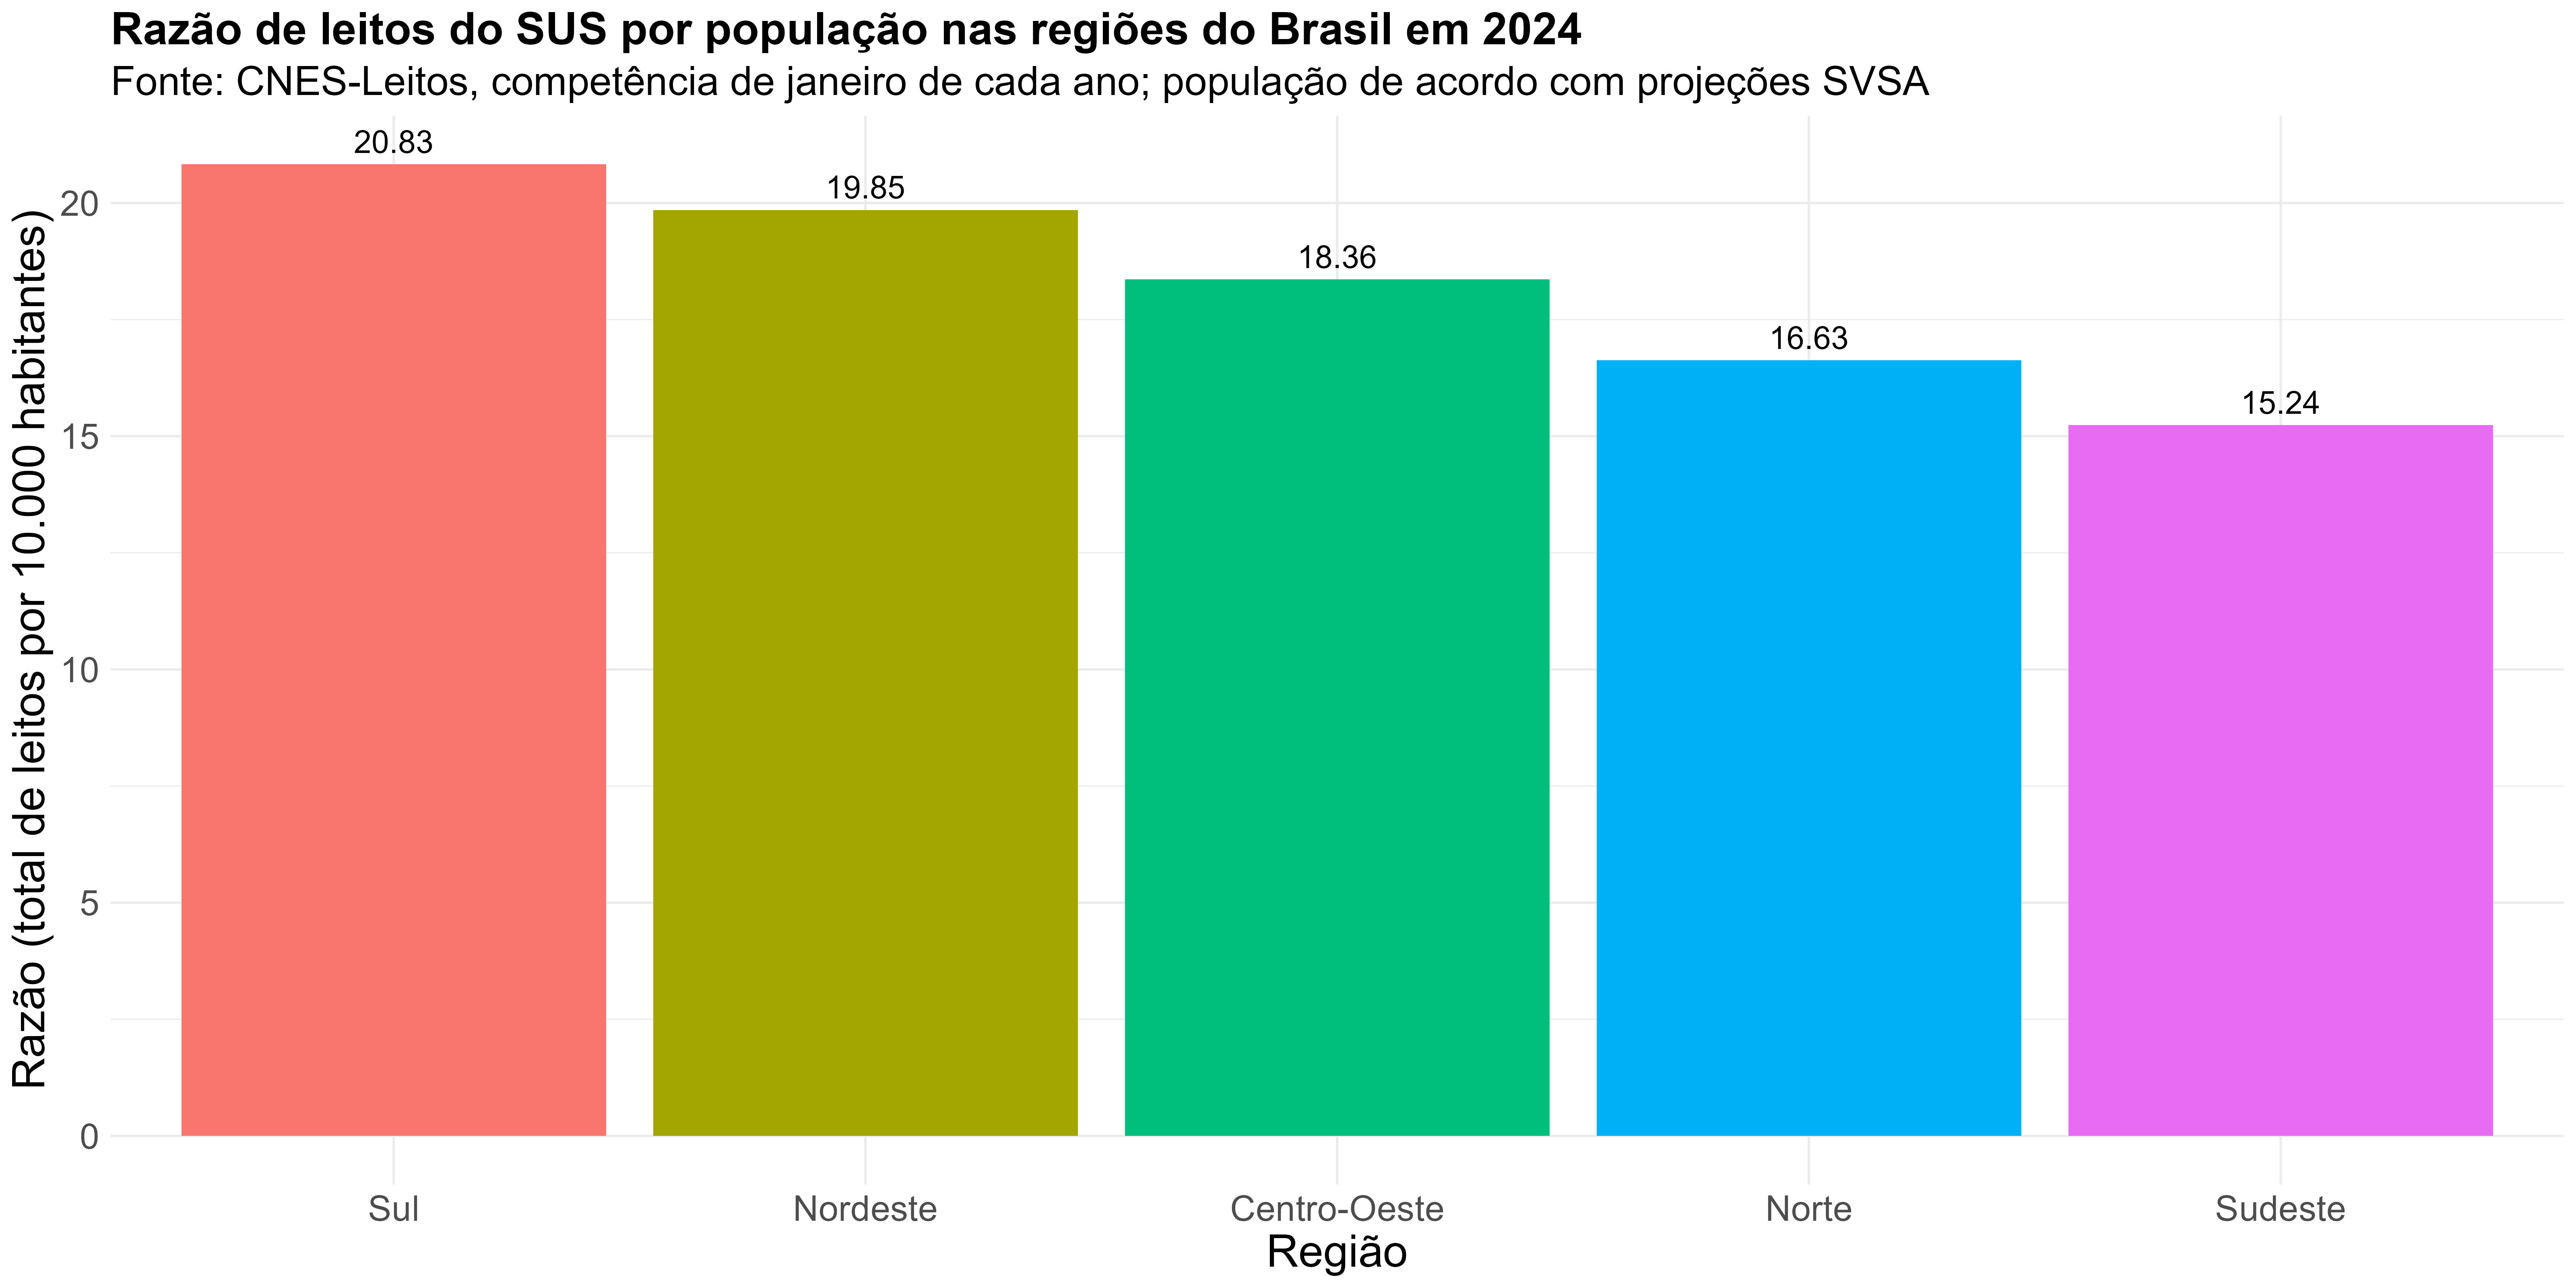 Razão de leitos do SUS por população nas regiões do Brasil em 2024
Fonte: CNES-Leitos, competência de janeiro de cada ano; população de acordo com projeções SVSA
Razão (total de leitos por 10.000 habitantes)
20
15
10
5
0
20.83
19.85
18.36
16.63
15.24
Sul
Nordeste
Centro-Oeste
Norte
Sudeste
Região